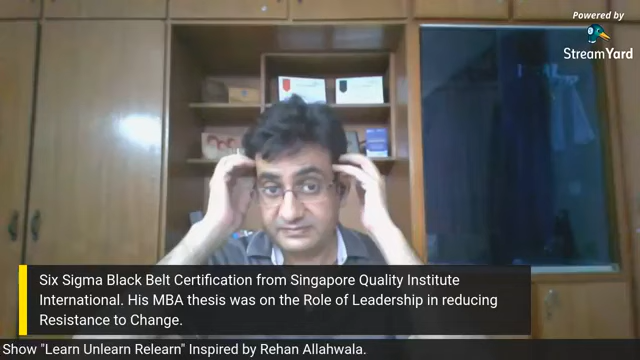 Powered by
StreamYard
Six Sigma Black Belt Certification from Singapore Quality Institute
International. His MBA thesis was on the Role of Leadership in reducing
Resistance to Change.
Show "Learn Unlearn Relearn" Inspired by Rehan Allahwala.